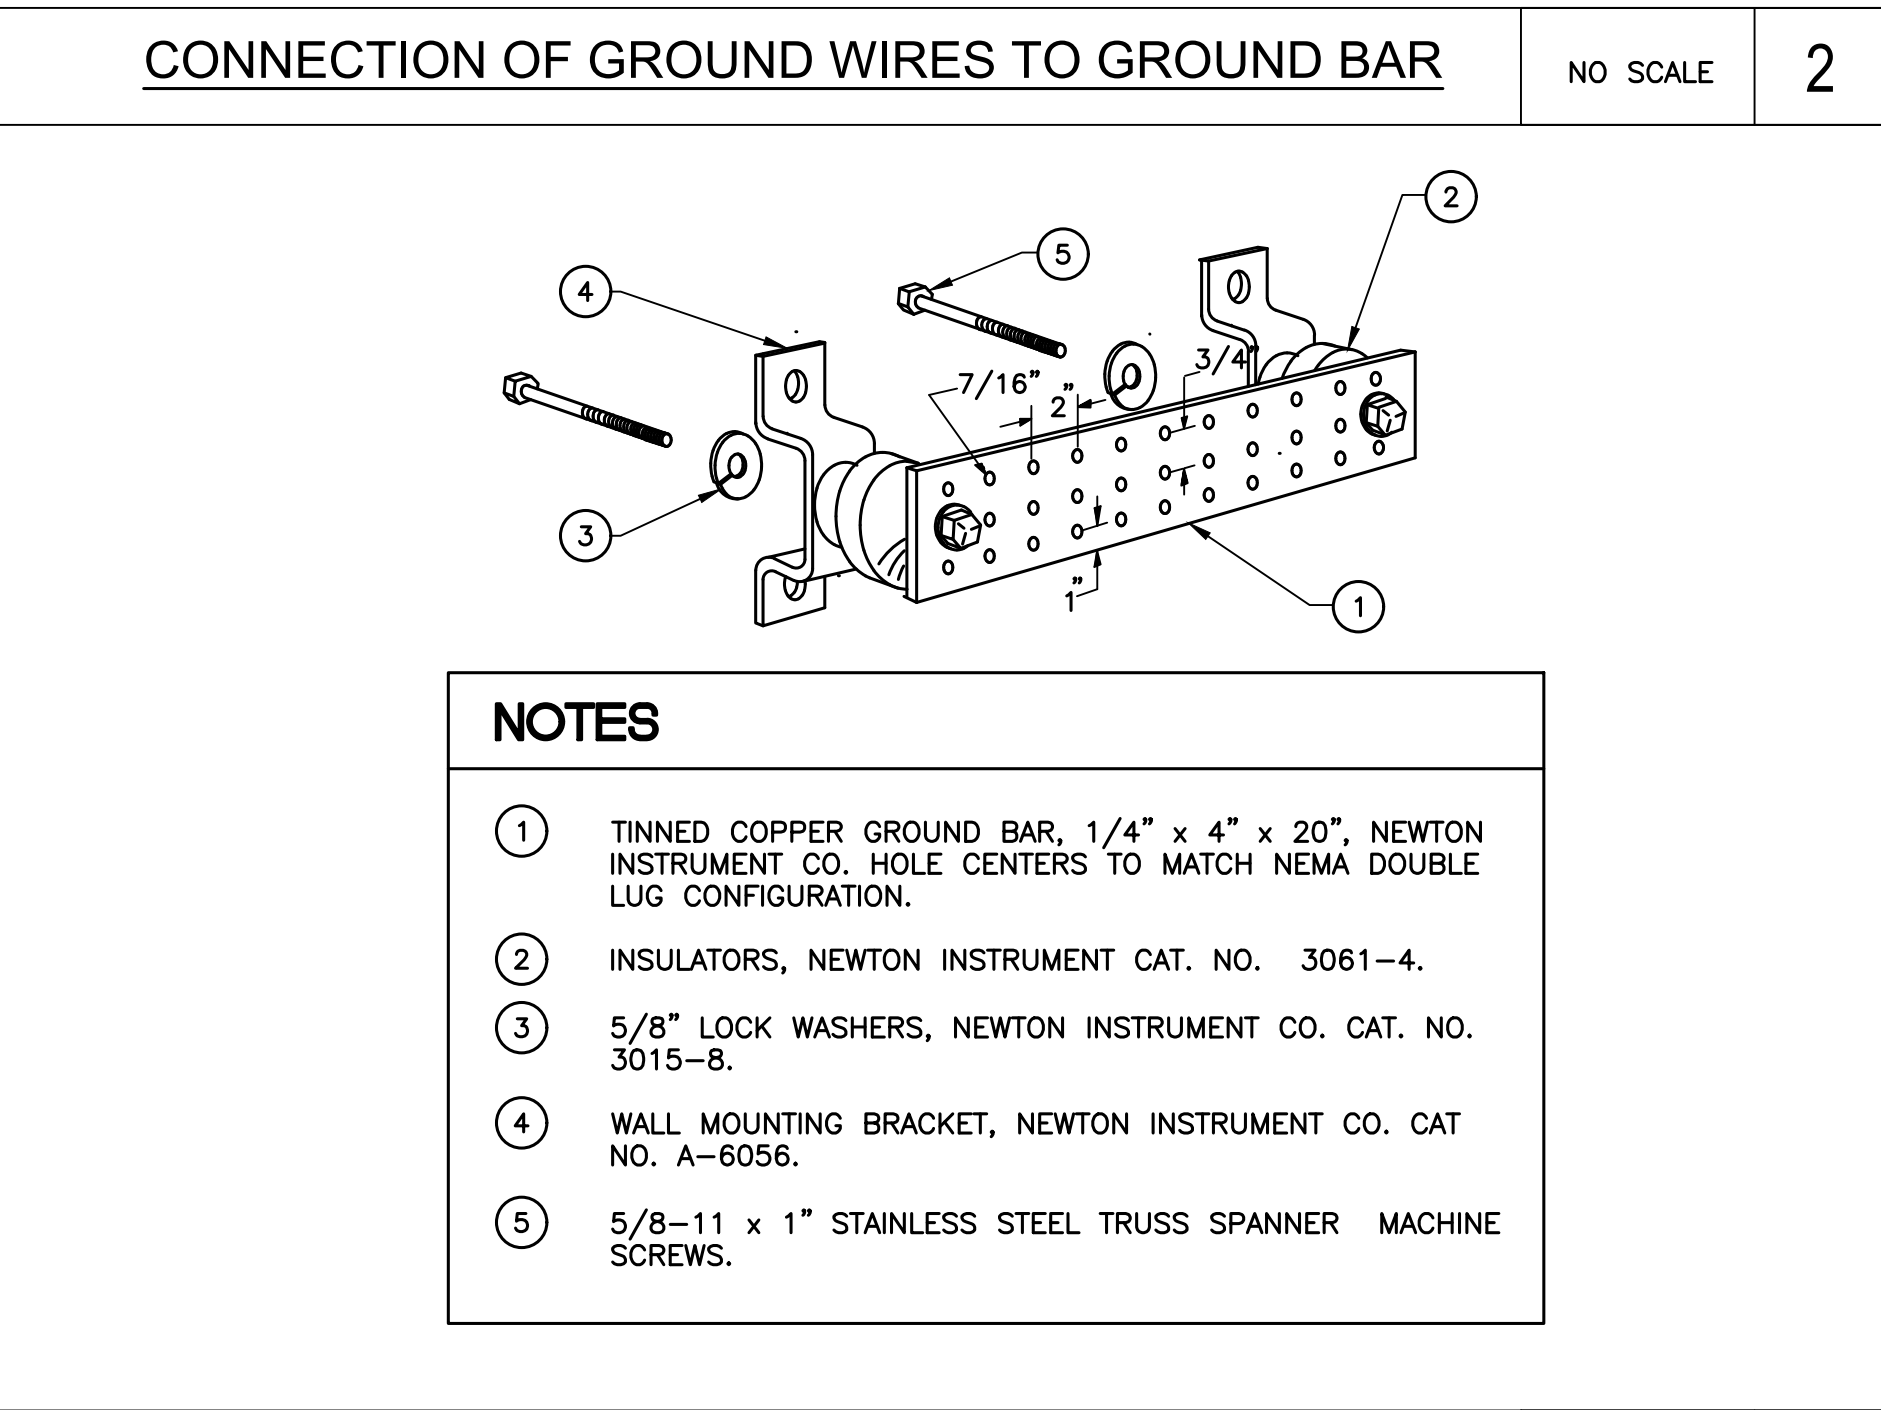 CONNECTION OF GROUND WIRES TO GROUND BAR
NO SCALE
2
2
5
4
3/4"
7/16"
2"
3
1"
1
NOTES
1 TINNED COPPER GROUND BAR, 1/4" x 4" x 20", NEWTON
INSTRUMENT CO. HOLE CENTERS TO MATCH NEMA DOUBLE
LUG CONFIGURATION.
2 INSULATORS, NEWTON INSTRUMENT CAT. NO. 3061-4.
3 5/8" LOCK WASHERS, NEWTON INSTRUMENT CO. CAT. NO.
3015-8.
4 WALL MOUNTING BRACKET, NEWTON INSTRUMENT CO. CAT
NO. A-6056.
5 5/8-11 x 1" STAINLESS STEEL TRUSS SPANNER MACHINE
SCREWS.